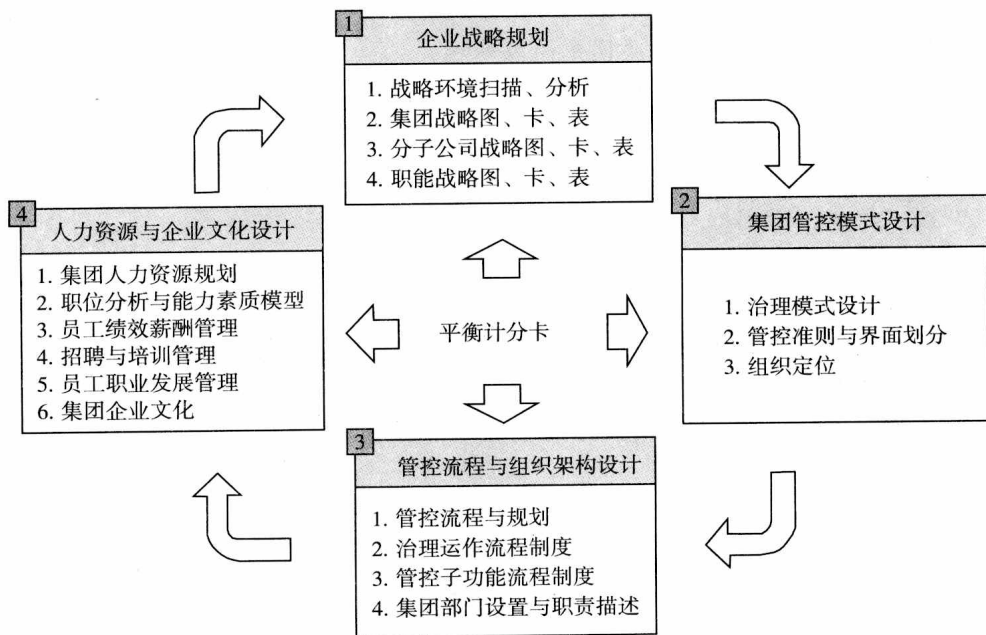 1
企业战略规划
1. 战略环境扫描、分析
2. 集团战略图、卡、表
3. 分子公司战略图、卡、表
4. 职能战略图、卡、表
2
集团管控模式设计
1. 治理模式设计
2. 管控准则与界面划分
3. 组织定位
3
管控流程与组织架构设计
1. 管控流程与规划
2. 治理运作流程制度
3. 管控子功能流程制度
4. 集团部门设置与职责描述
4
人力资源与企业文化设计
1. 集团人力资源规划
2. 职位分析与能力素质模型
3. 员工绩效薪酬管理
4. 招聘与培训管理
5. 员工职业发展管理
6. 集团企业文化
平衡计分卡